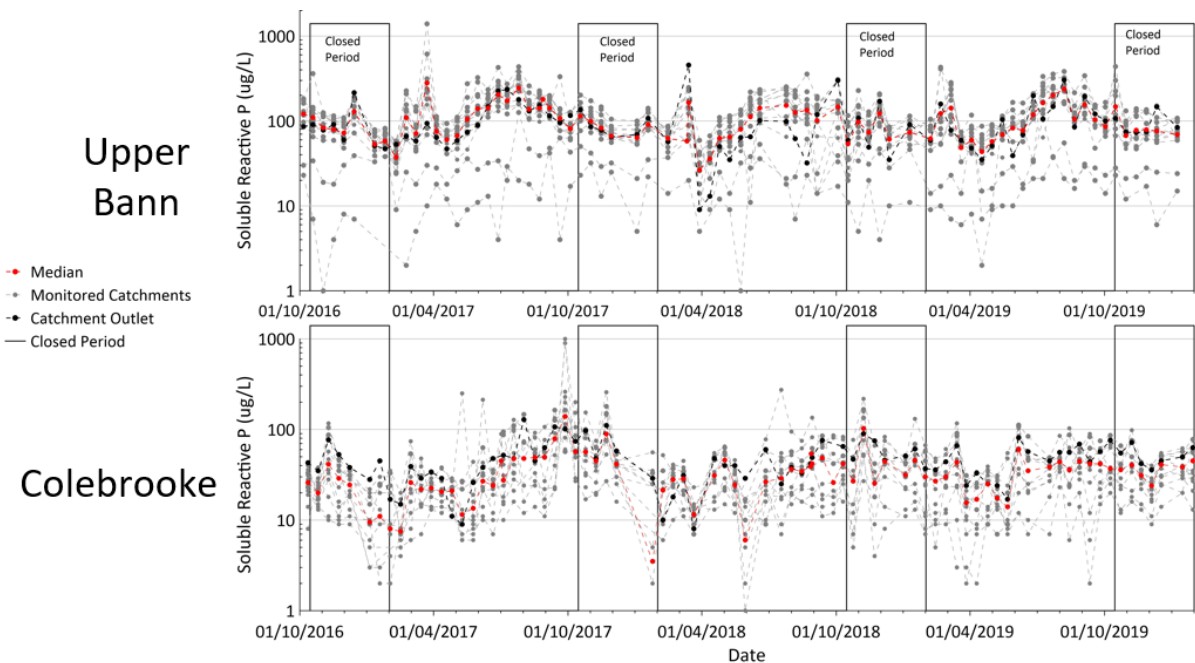 Upper
Bann
Median
Monitored Catchments
Catchment Outlet
Closed Period
Colebrooke
Soluble Reactive P (ug/L)
1000
100
10
1
Closed
Period
Closed
Period
Closed
Period
Closed
Period
01/10/2016 01/04/2017 01/10/2017 01/04/2018 01/10/2018 01/04/2019 01/10/2019
Soluble Reactive P (ug/L)
1000
100
10
1
01/10/2016 01/04/2017 01/10/2017 01/04/2018 01/10/2018 01/04/2019 01/10/2019
Date